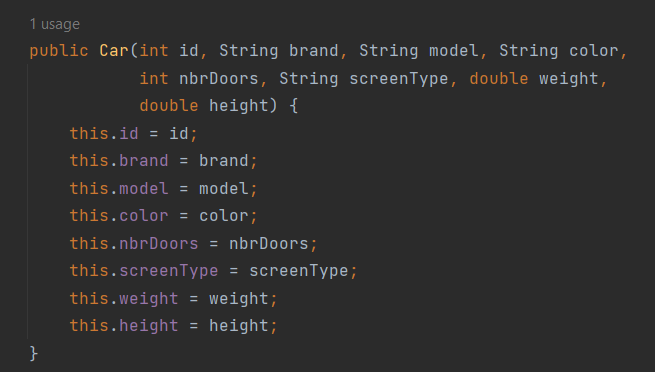 1 usage
public Car(int id, String brand, String model, String color,
           int nbrDoors, String screenType, double weight,
           double height) {
    this.id = id;
    this.brand = brand;
    this.model = model;
    this.color = color;
    this.nbrDoors = nbrDoors;
    this.screenType = screenType;
    this.weight = weight;
    this.height = height;
}